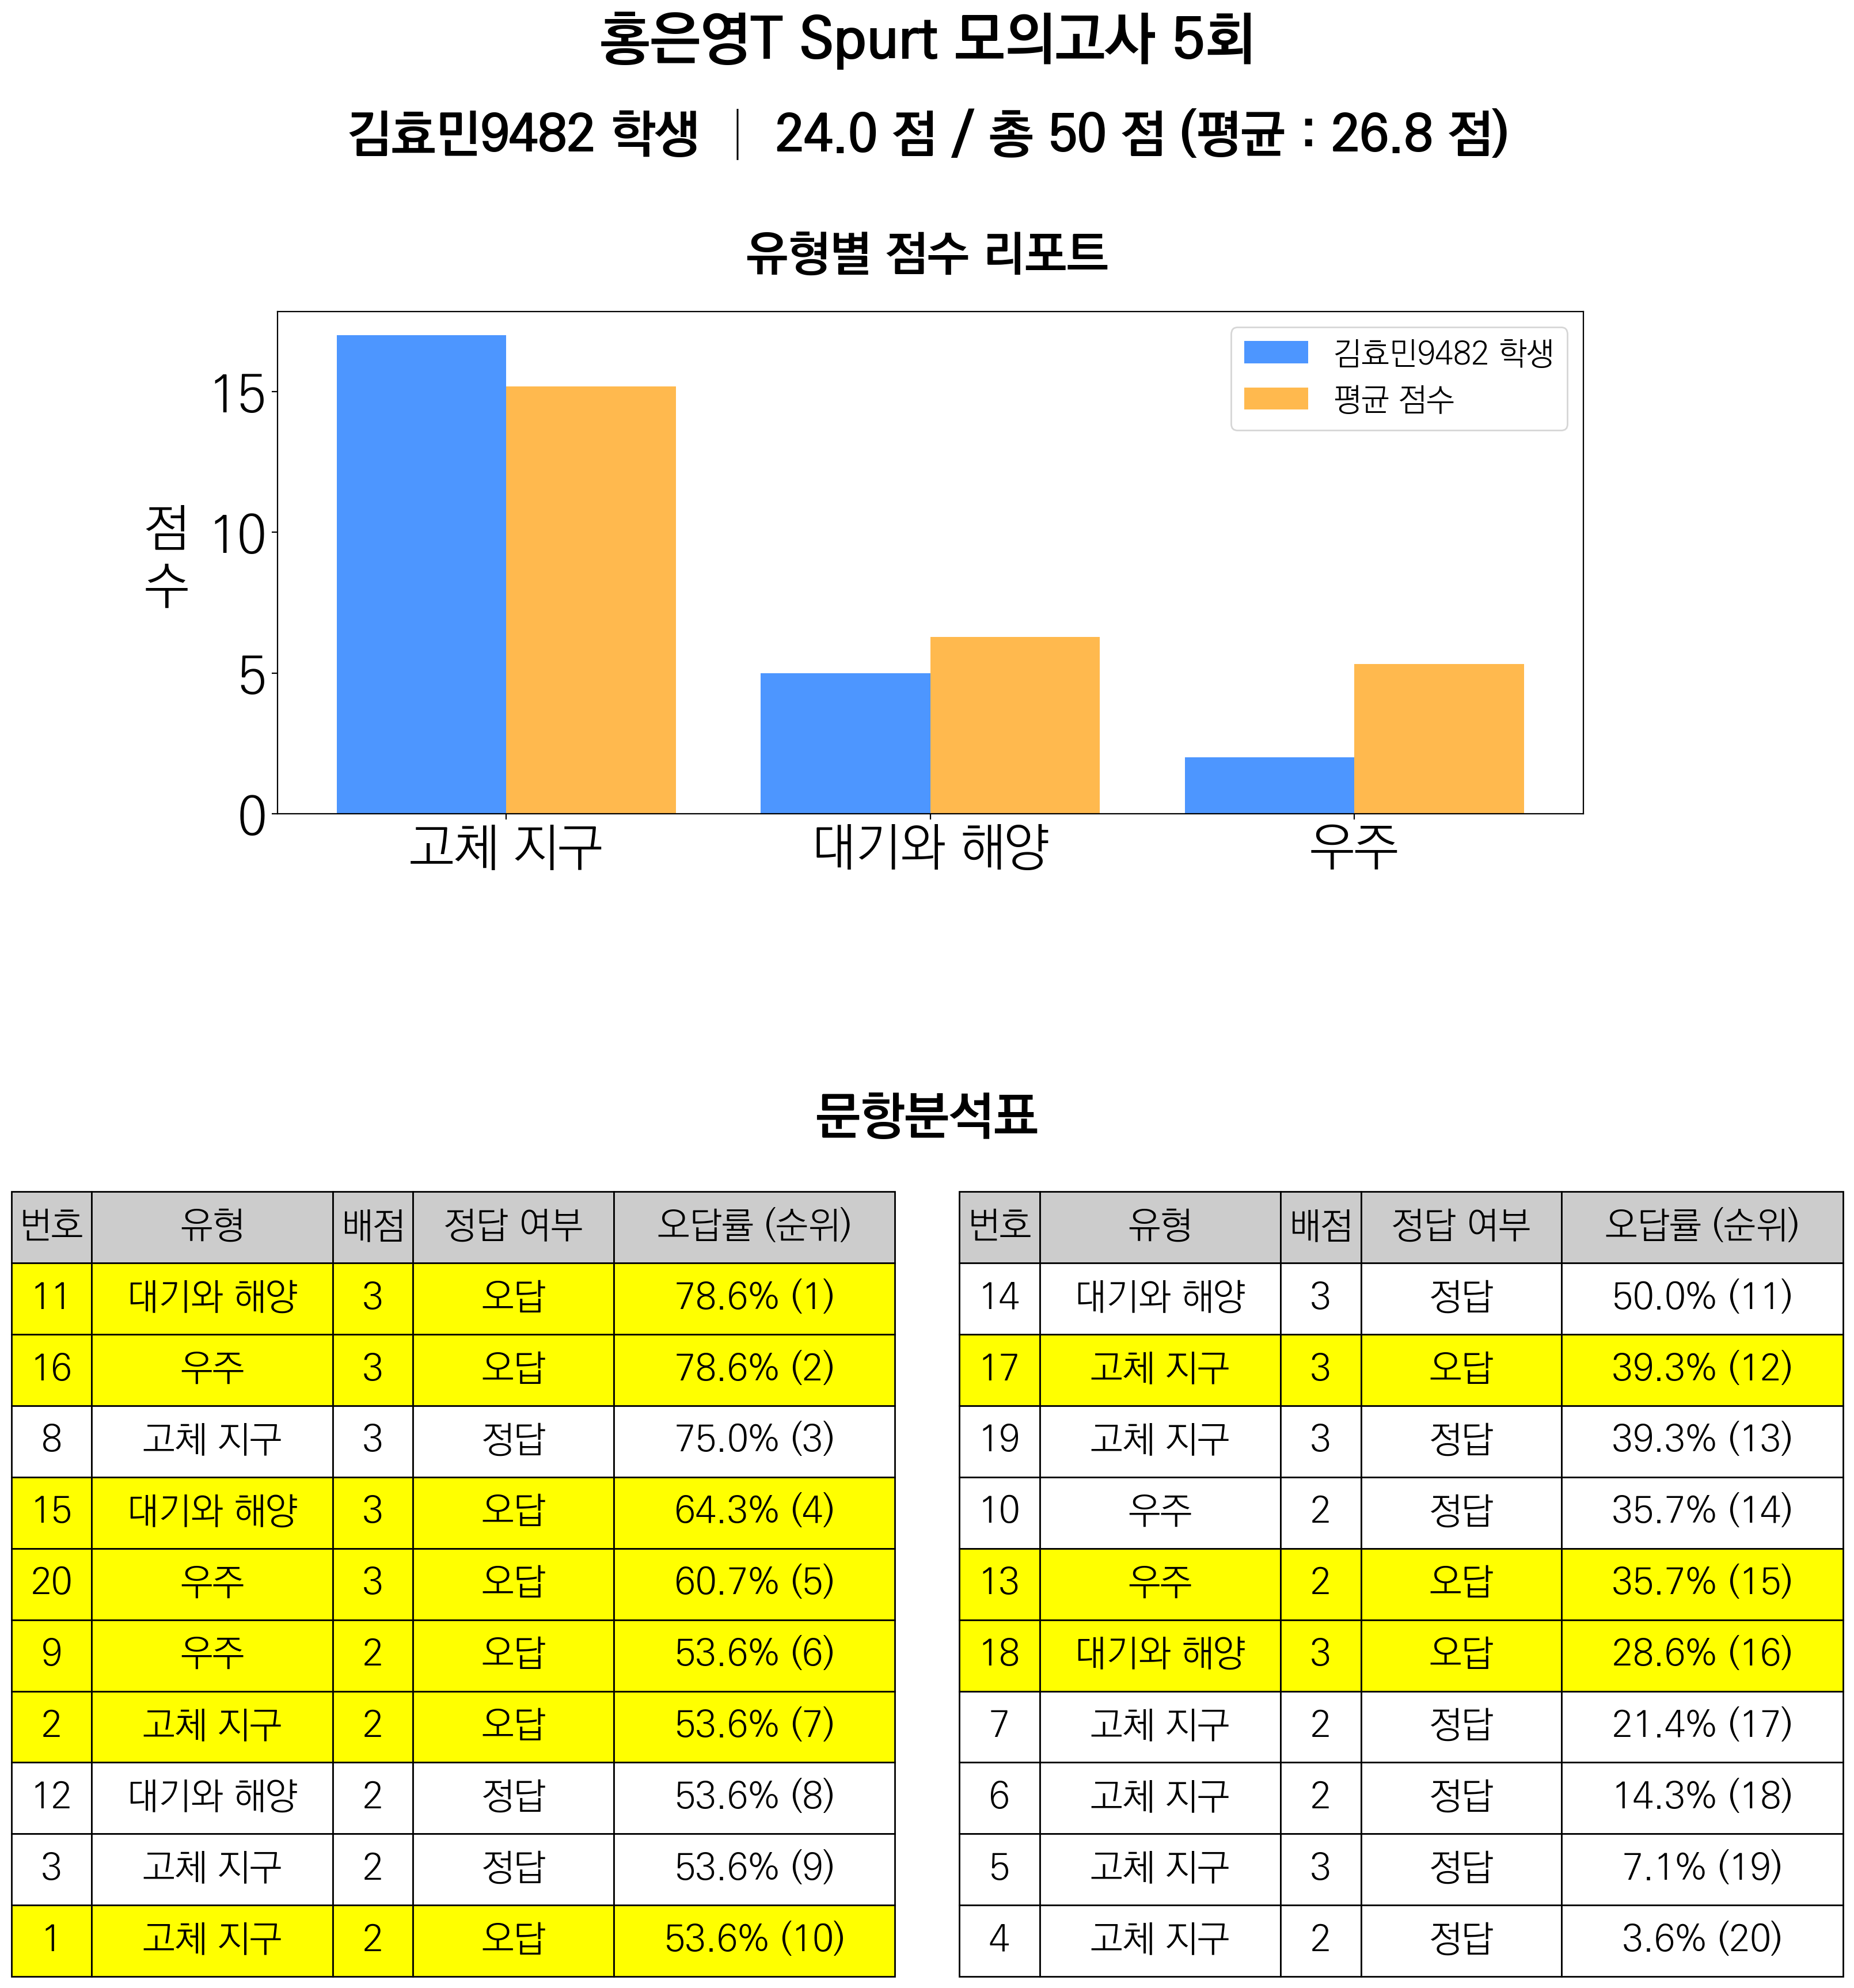 홍은영T Spurt 모의고사 5회
김효민9482 학생 │ 24.0 점 / 총 50 점 (평균 : 26.8 점)
유형별 점수 리포트
김효민9482 학생
평균 점수
15
10
5
0
점
수
고체 지구 대기와 해양 우주
문항분석표
번호 유형 배점 정답 여부 오답률 (순위)
11 대기와 해양 3 오답 78.6% (1)
16 우주 3 오답 78.6% (2)
8 고체 지구 3 정답 75.0% (3)
15 대기와 해양 3 오답 64.3% (4)
20 우주 3 오답 60.7% (5)
9 우주 2 오답 53.6% (6)
2 고체 지구 2 오답 53.6% (7)
12 대기와 해양 2 정답 53.6% (8)
3 고체 지구 2 정답 53.6% (9)
1 고체 지구 2 오답 53.6% (10)
번호 유형 배점 정답 여부 오답률 (순위)
14 대기와 해양 3 정답 50.0% (11)
17 고체 지구 3 오답 39.3% (12)
19 고체 지구 3 정답 39.3% (13)
10 우주 2 정답 35.7% (14)
13 우주 2 오답 35.7% (15)
18 대기와 해양 3 오답 28.6% (16)
7 고체 지구 2 정답 21.4% (17)
6 고체 지구 2 정답 14.3% (18)
5 고체 지구 3 정답 7.1% (19)
4 고체 지구 2 정답 3.6% (20)